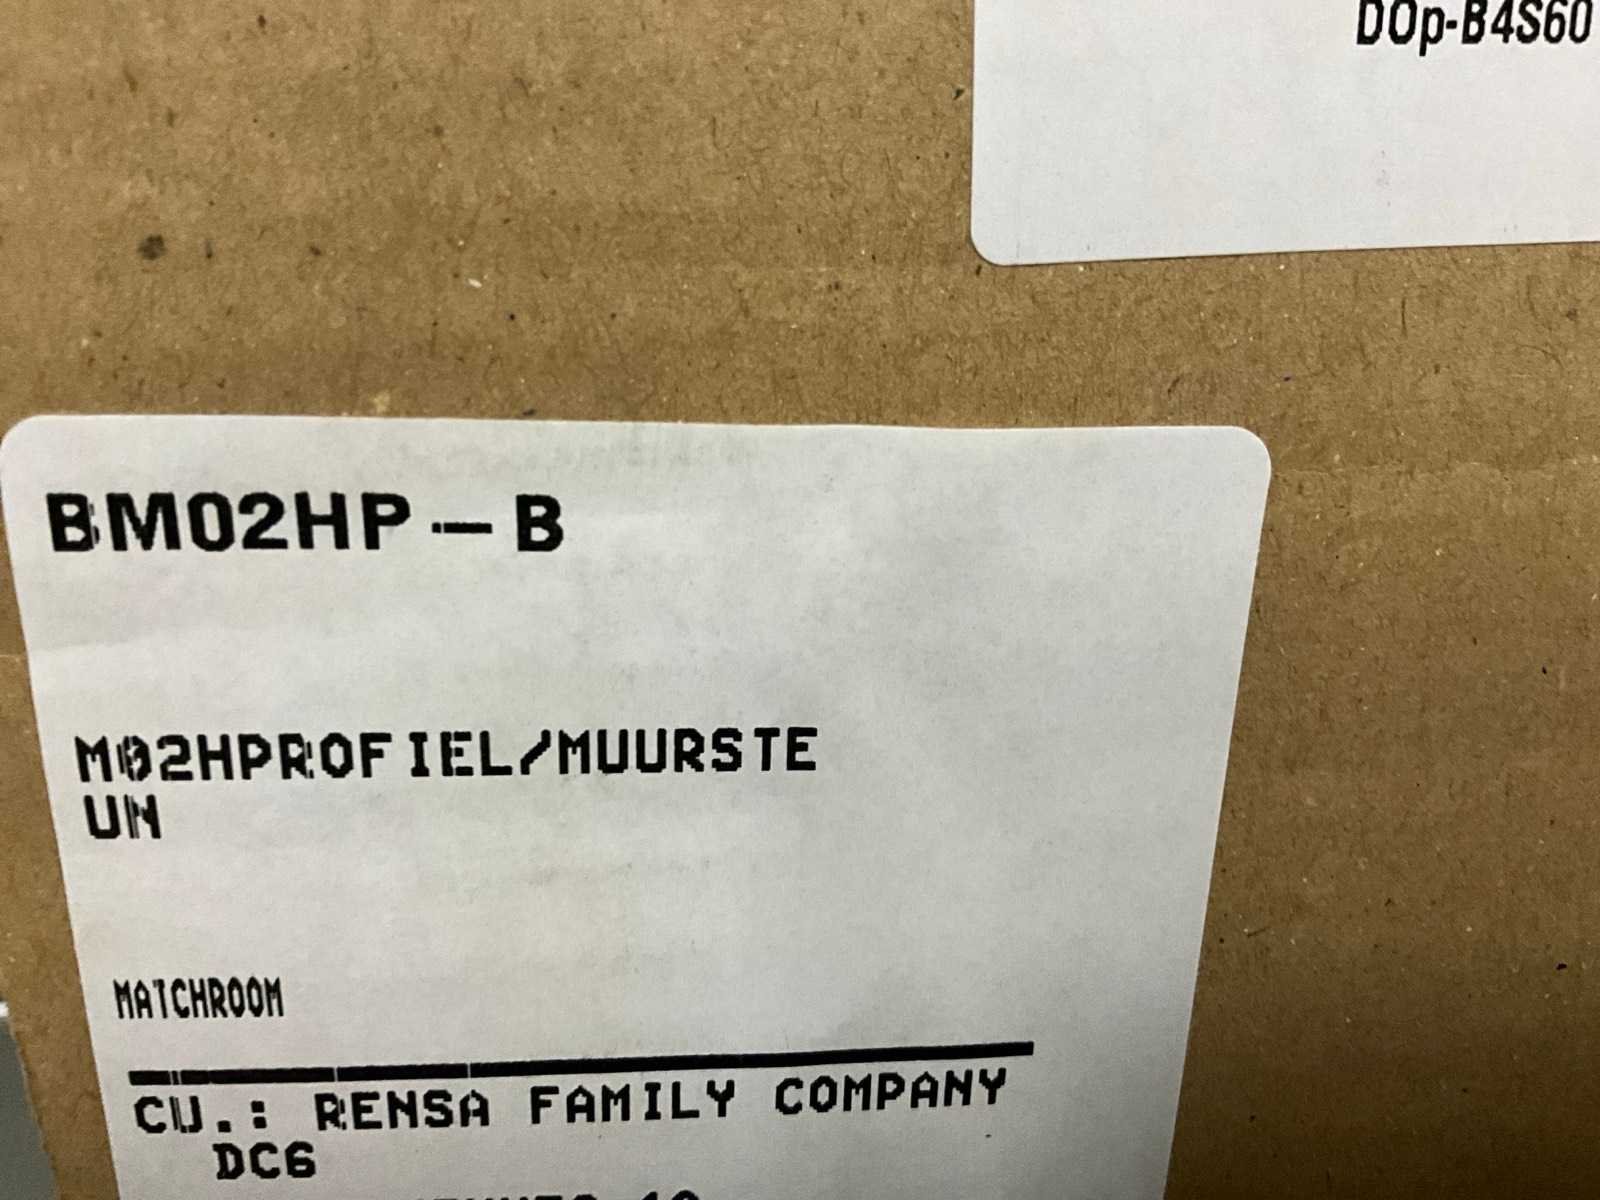 DOp-B4S60
BM02HP-B
M02HPROFIEL/MUURSTE
UN
MATCHROOM
CU.: RENSA FAMILY COMPANY
DC6